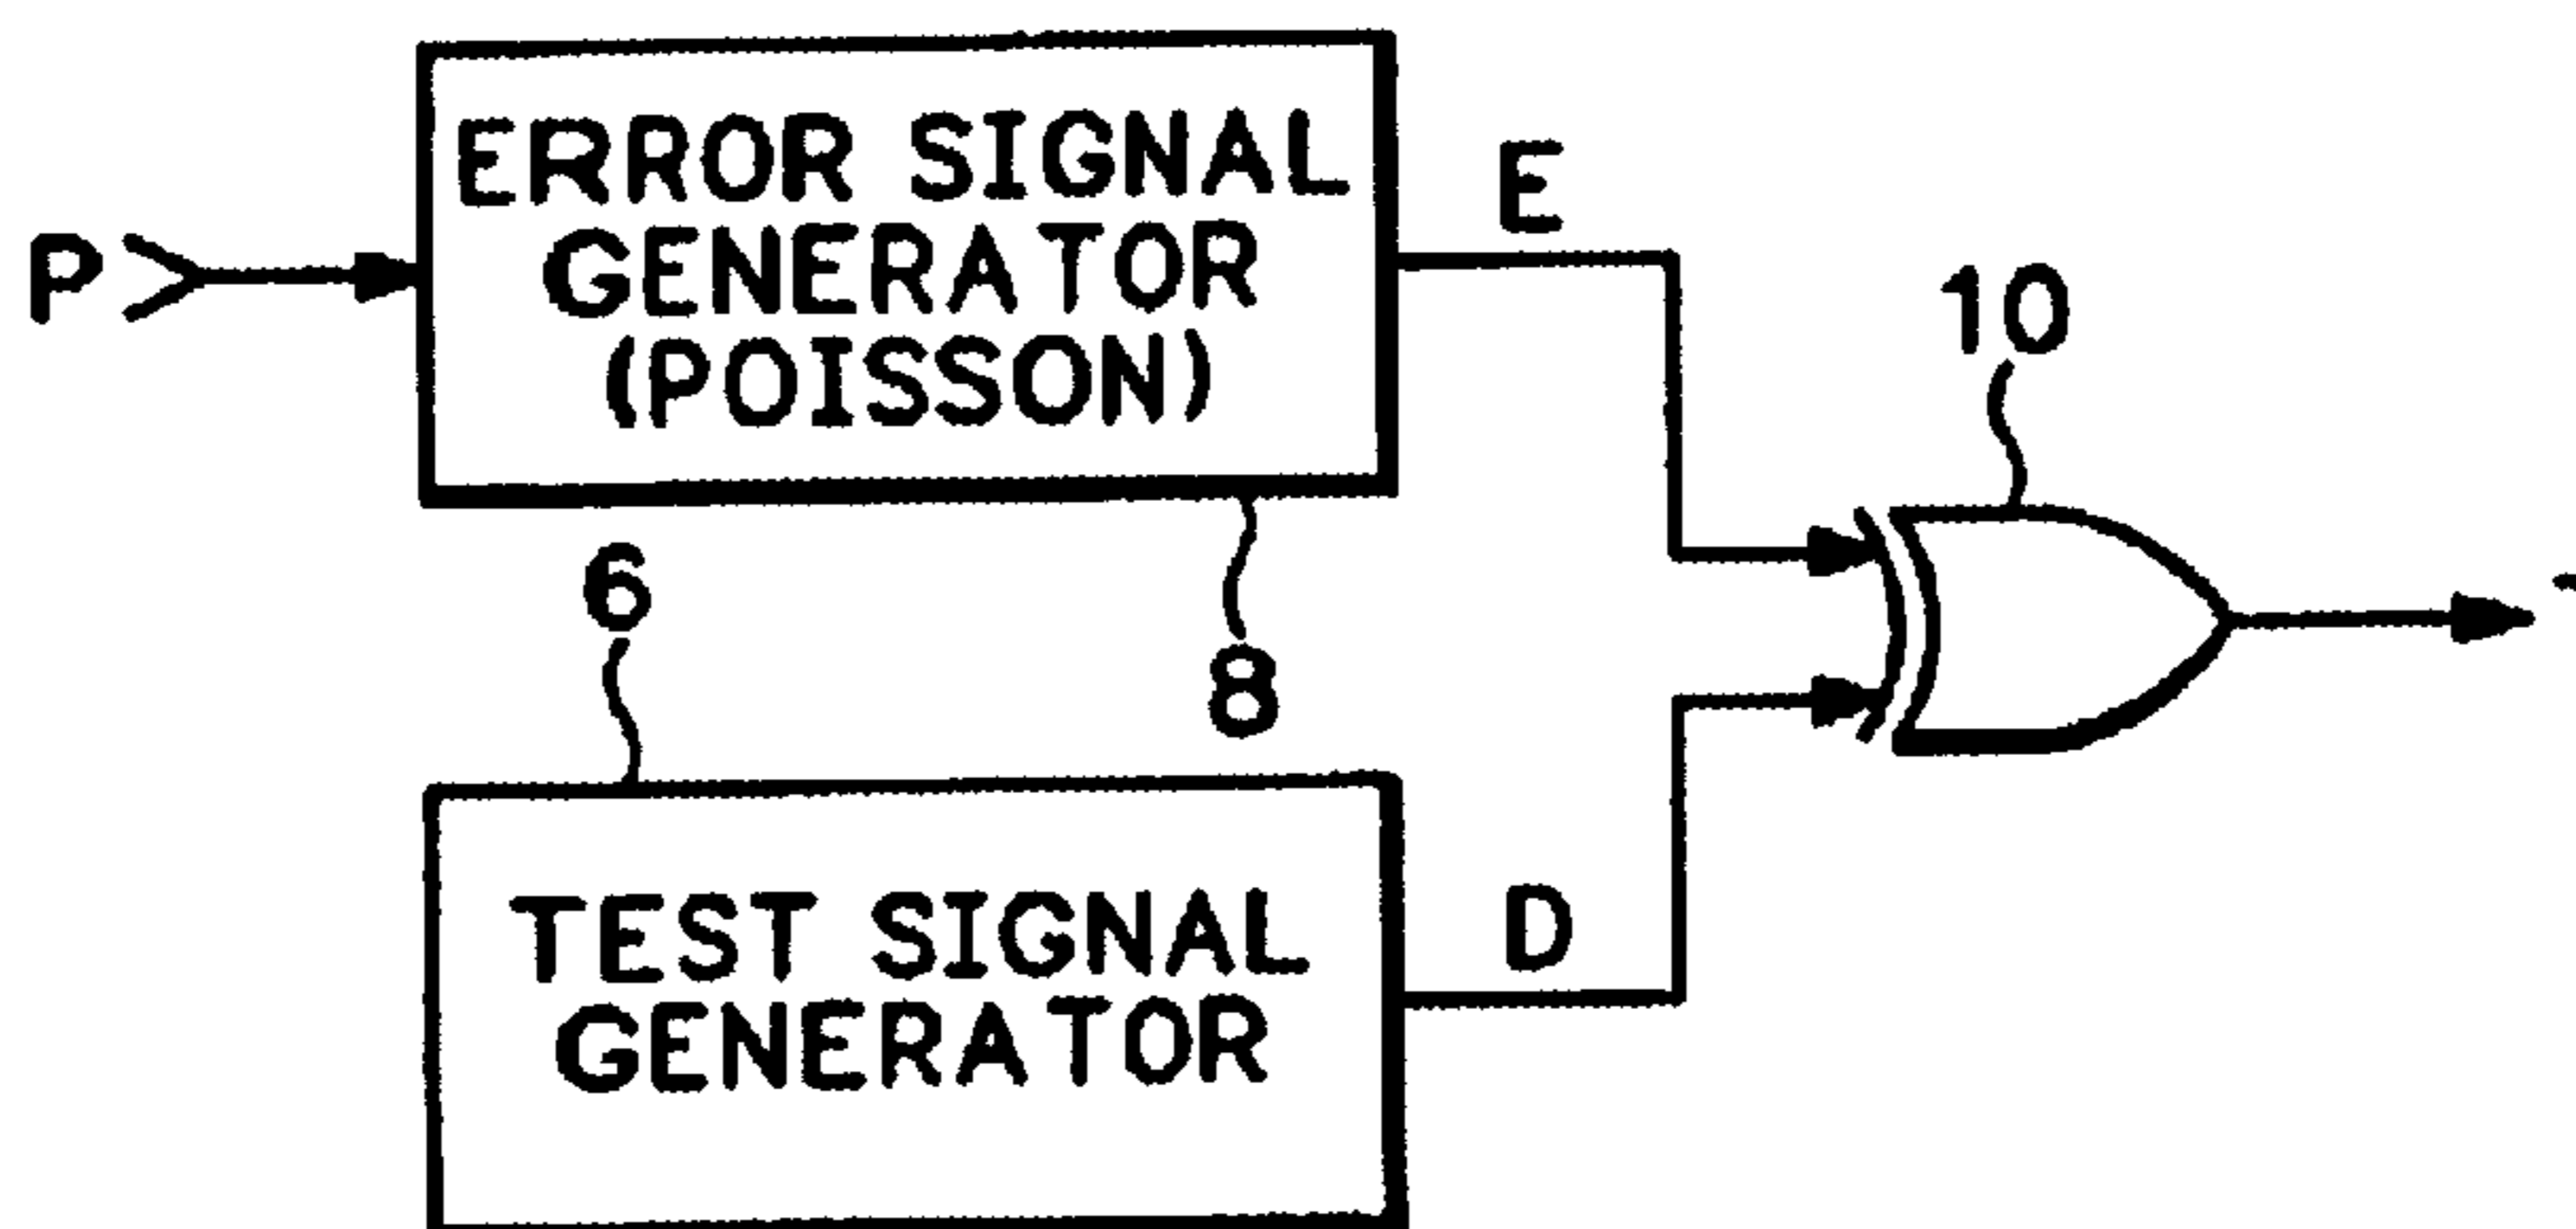 P
ERROR SIGNAL
GENERATOR
(POISSON)
E
10
6
8
TEST SIGNAL
GENERATOR
D